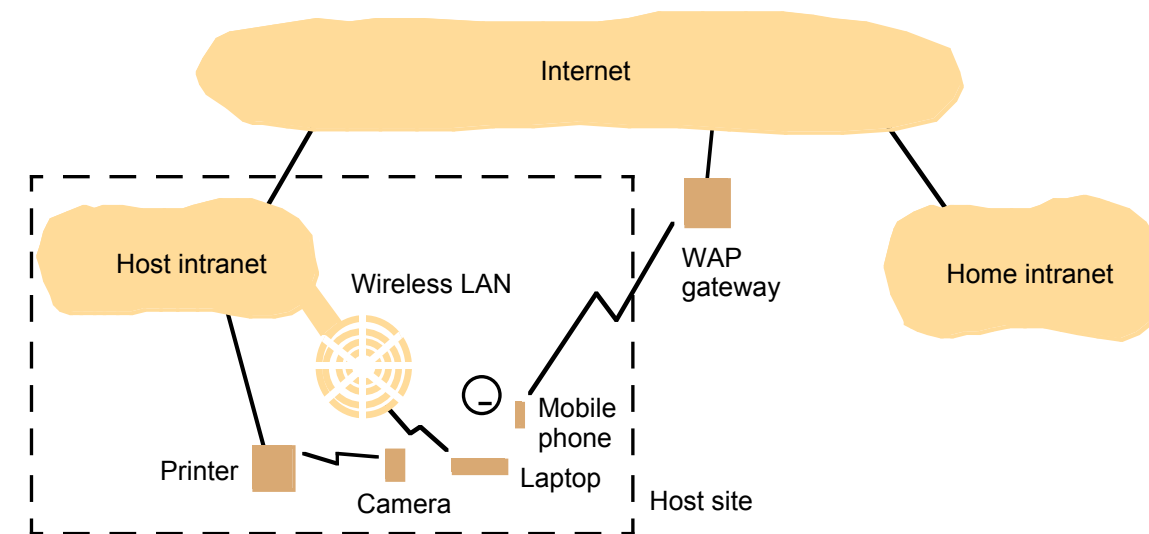 Internet
Host intranet
Wireless LAN
WAP
gateway
Home intranet
Mobile
phone
Printer
Camera
Laptop
Host site